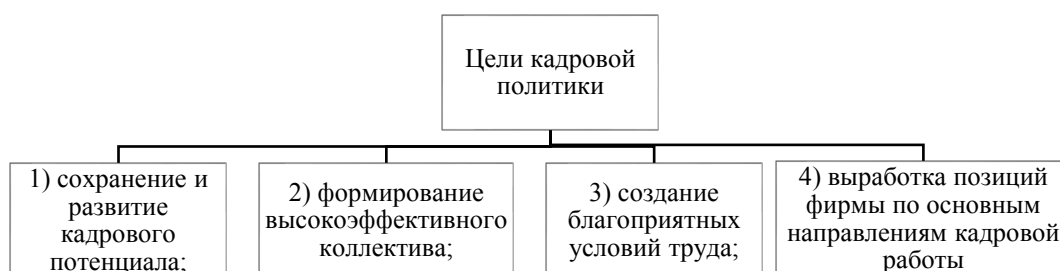 Цели кадровой
политики
1) сохранение и
развитие
кадрового
потенциала;
2) формирование
высокоэффективного
коллектива;
3) создание
благоприятных
условий труда;
4) выработка позиций
фирмы по основным
направлениям кадровой
работы